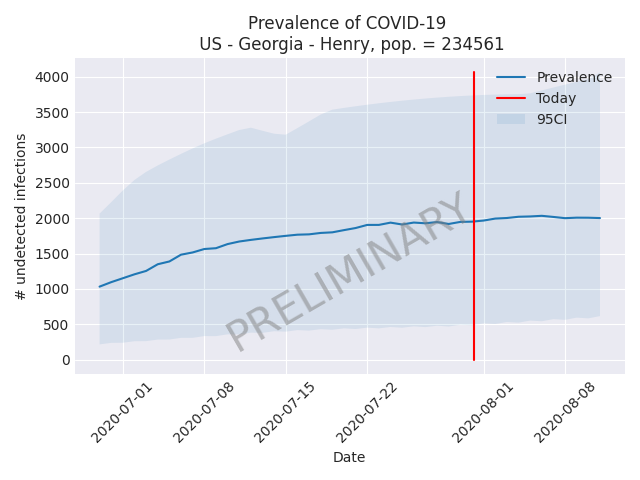 Prevalence of COVID-19
US - Georgia - Henry, pop. = 234561
4000
3500
3000
2500
2000
1500
1000
500
0
# undetected infections
Prevalence
Today
95CI
PRELIMINARY
2020-07-01
2020-07-08
2020-07-15
2020-07-22
2020-08-01
2020-08-08
Date